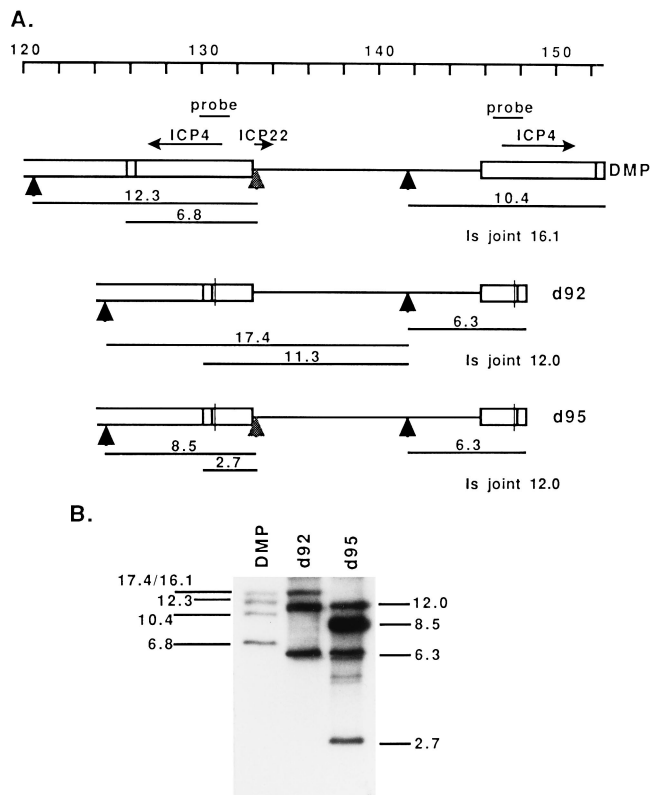 A.
120 130 140 150
probe probe
ICP4 ICP22 ICP4
DMP
12.3 10.4
6.8
Is joint 16.1
d92
6.3
17.4
11.3
Is joint 12.0
d95
8.5 6.3
2.7
Is joint 12.0
B.
DMP d92 d95
17.4/16.1
12.3 12.0
10.4 8.5
6.8 6.3
2.7